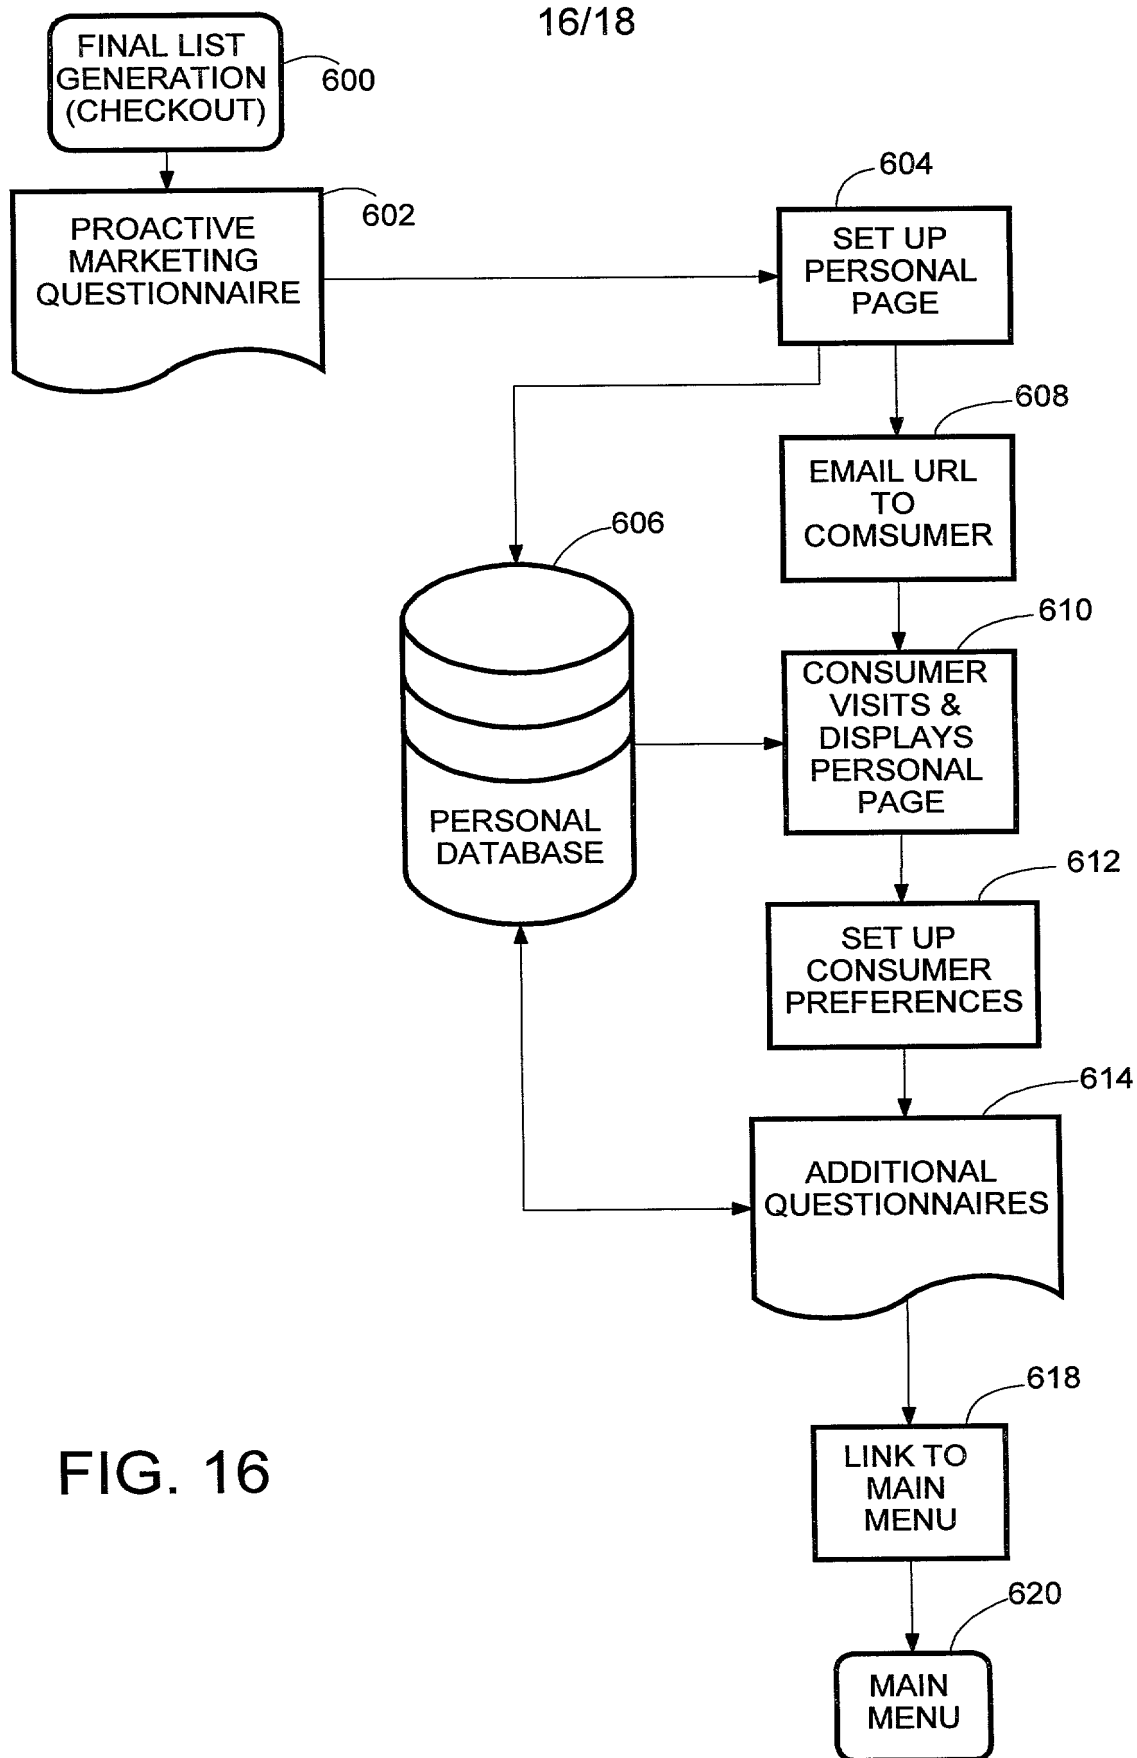 16/18
FINAL LIST
GENERATION
(CHECKOUT)
600
PROACTIVE
MARKETING
QUESTIONNAIRE
602
604
SET UP
PERSONAL
PAGE
608
EMAIL URL
TO
COMSUMER
606
PERSONAL
DATABASE
610
CONSUMER
VISITS &
DISPLAYS
PERSONAL
PAGE
612
SET UP
CONSUMER
PREFERENCES
614
ADDITIONAL
QUESTIONNAIRES
618
LINK TO
MAIN
MENU
620
MAIN
MENU
FIG. 16